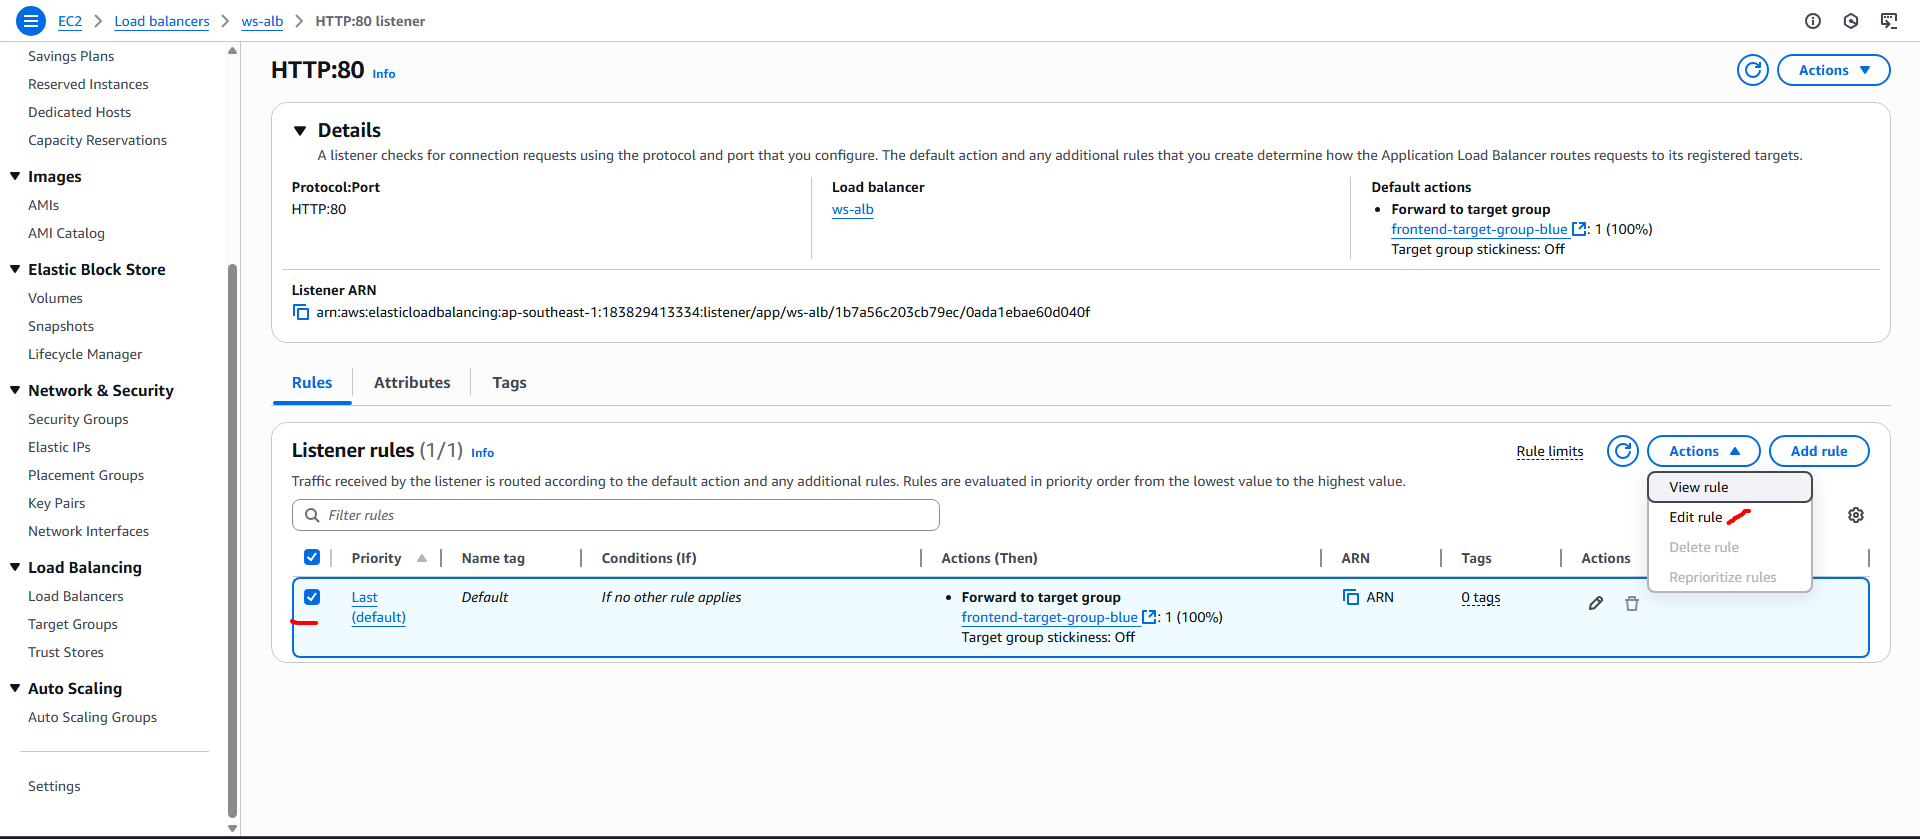 EC2 > Load balancers > ws-alb > HTTP:80 listener
Savings Plans
Reserved Instances
Dedicated Hosts
Capacity Reservations
Images
AMIs
AMI Catalog
Elastic Block Store
Volumes
Snapshots
Lifecycle Manager
Network & Security
Security Groups
Elastic IPs
Placement Groups
Key Pairs
Network Interfaces
Load Balancing
Load Balancers
Target Groups
Trust Stores
Auto Scaling
Auto Scaling Groups
Settings
HTTP:80 Info
Actions
Details
A listener checks for connection requests using the protocol and port that you configure. The default action and any additional rules that you create determine how the Application Load Balancer routes requests to its registered targets.
Protocol:Port
HTTP:80
Load balancer
ws-alb
Default actions
• Forward to target group
frontend-target-group-blue : 1 (100%)
Target group stickiness: Off
Listener ARN
arn:aws:elasticloadbalancing:ap-southeast-1:183829413334:listener/app/ws-alb/1b7a56c203cb79ec/0ada1ebae60d040f
Rules Attributes Tags
Listener rules (1/1) Info
Rule limits Actions Add rule
Traffic received by the listener is routed according to the default action and any additional rules. Rules are evaluated in priority order from the lowest value to the highest value.
View rule
Edit rule
Delete rule
Reprioritize rules
Filter rules
Priority Name tag Conditions (If) Actions (Then) ARN Tags Actions
Last (default)
Default
If no other rule applies
• Forward to target group
frontend-target-group-blue : 1 (100%)
Target group stickiness: Off
ARN
0 tags